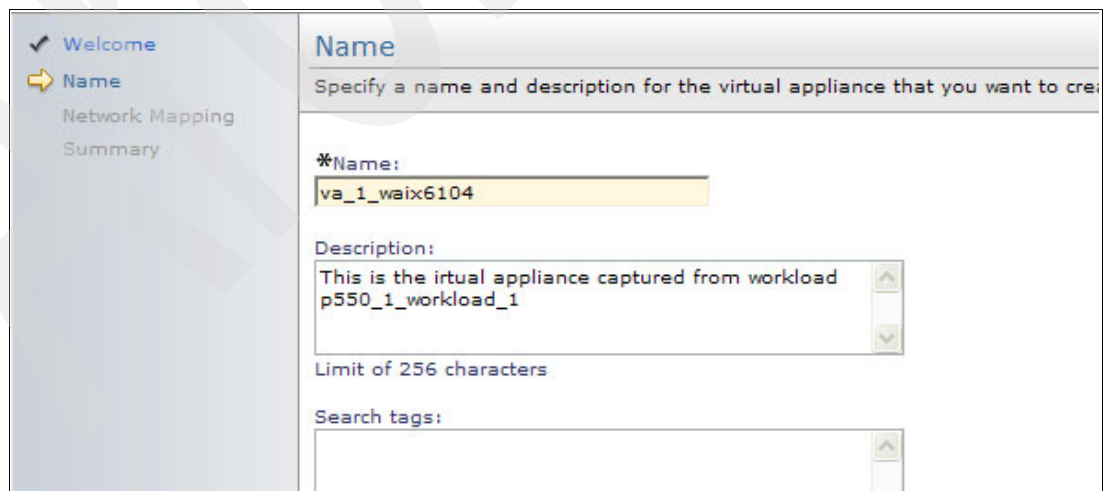 Welcome
Name
Network Mapping
Summary
Name
Specify a name and description for the virtual appliance that you want to
*Name:
va_1_waix6104
Description:
This is the irtual appliance captured from workload
p550_1_workload_1
Limit of 256 characters
Search tags: